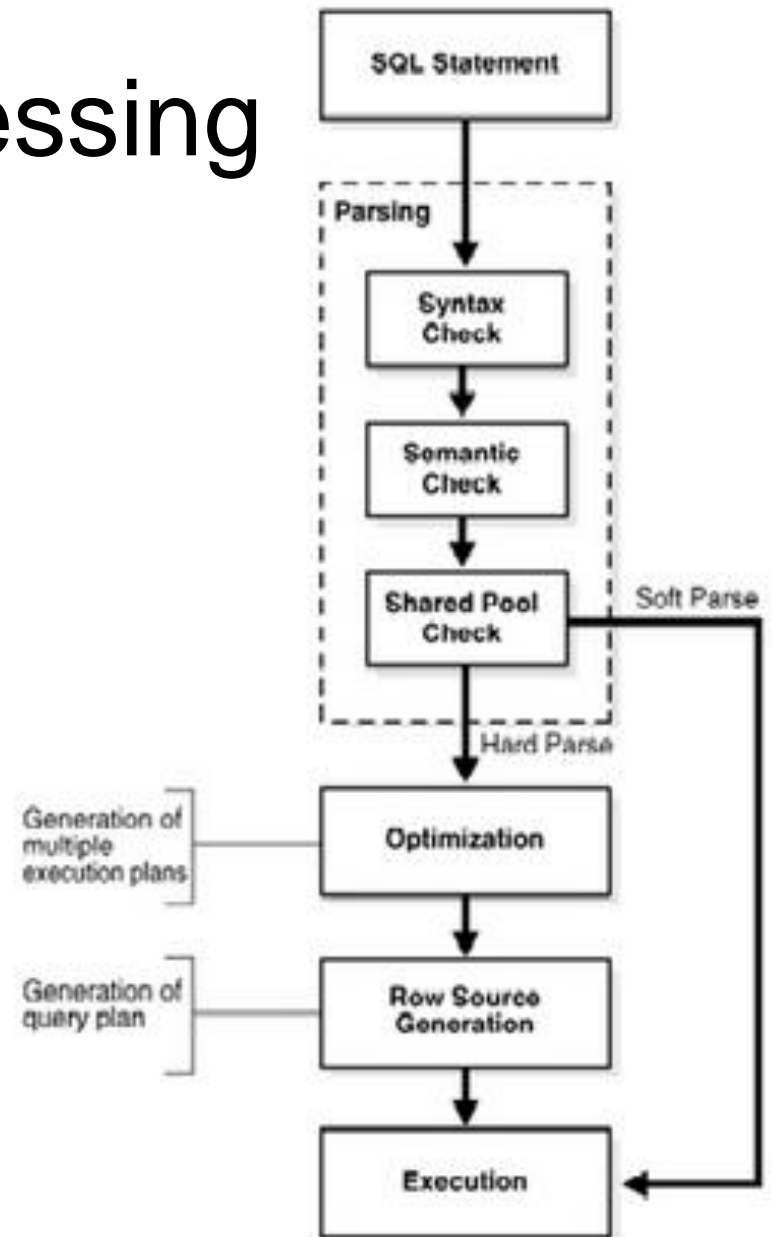 essing
SQL Statement
Parsing
Syntax
Check
Semantic
Check
Shared Pool
Check
Soft Parse
Hard Parse
Generation of
multiple
execution plans
Optimization
Generation of
query plan
Row Source
Generation
Execution